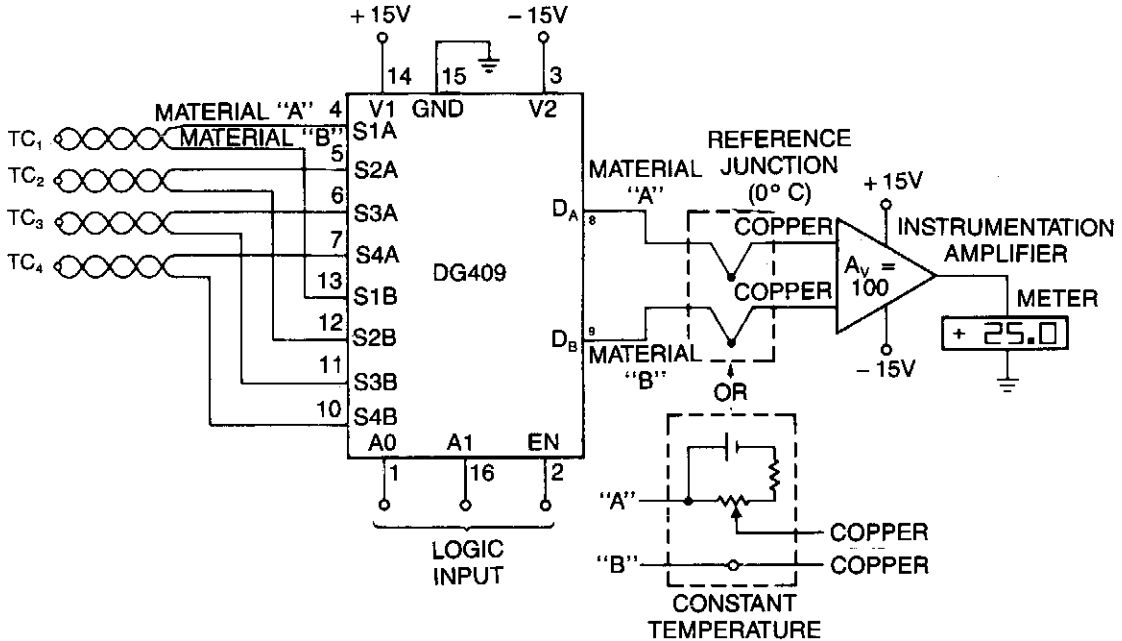 +15V
−15V
14
15
3
V1
GND
V2
MATERIAL "A"
4
S1A
MATERIAL "B"
TC1
5
S2A
TC2
6
S3A
TC3
7
S4A
TC4
13
S1B
12
S2B
11
S3B
10
S4B
DG409
DA
8
DB
9
A0
A1
EN
1
16
2
LOGIC
INPUT
MATERIAL
"A"
MATERIAL
"B"
REFERENCE
JUNCTION
(0° C)
COPPER
COPPER
+15V
AV =
100
−15V
INSTRUMENTATION
AMPLIFIER
METER
+ 25.0
OR
"A"
COPPER
"B"
COPPER
CONSTANT
TEMPERATURE